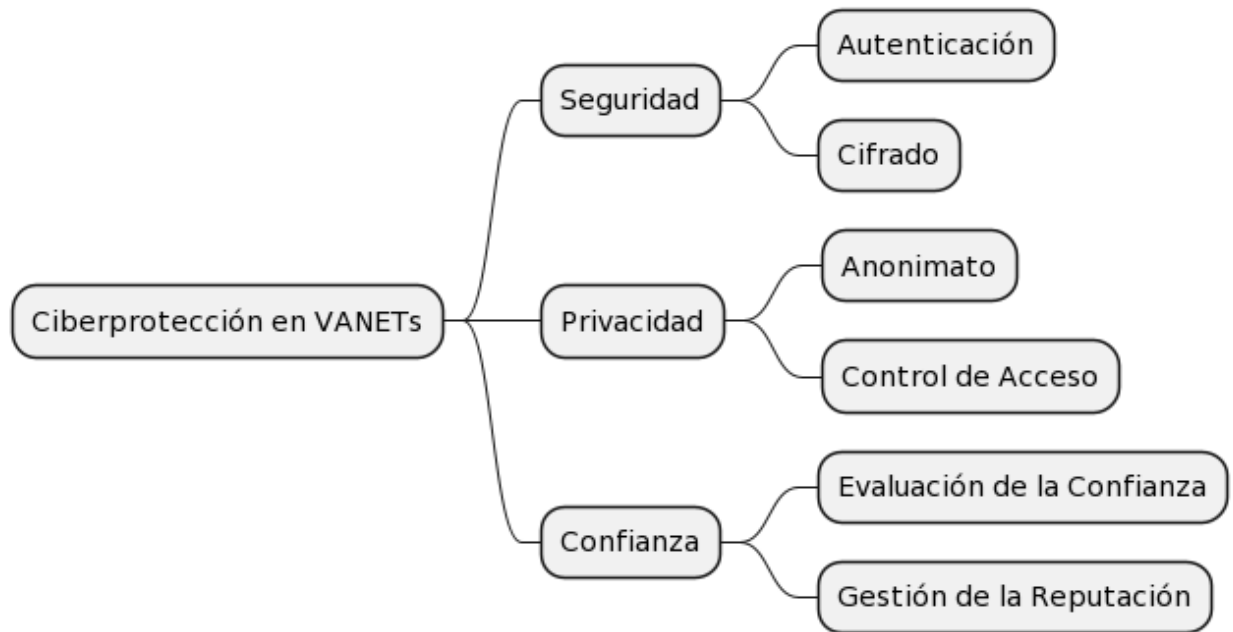 Ciberprotección en VANETs
Seguridad
Autenticación
Cifrado
Privacidad
Anonimato
Control de Acceso
Confianza
Evaluación de la Confianza
Gestión de la Reputación